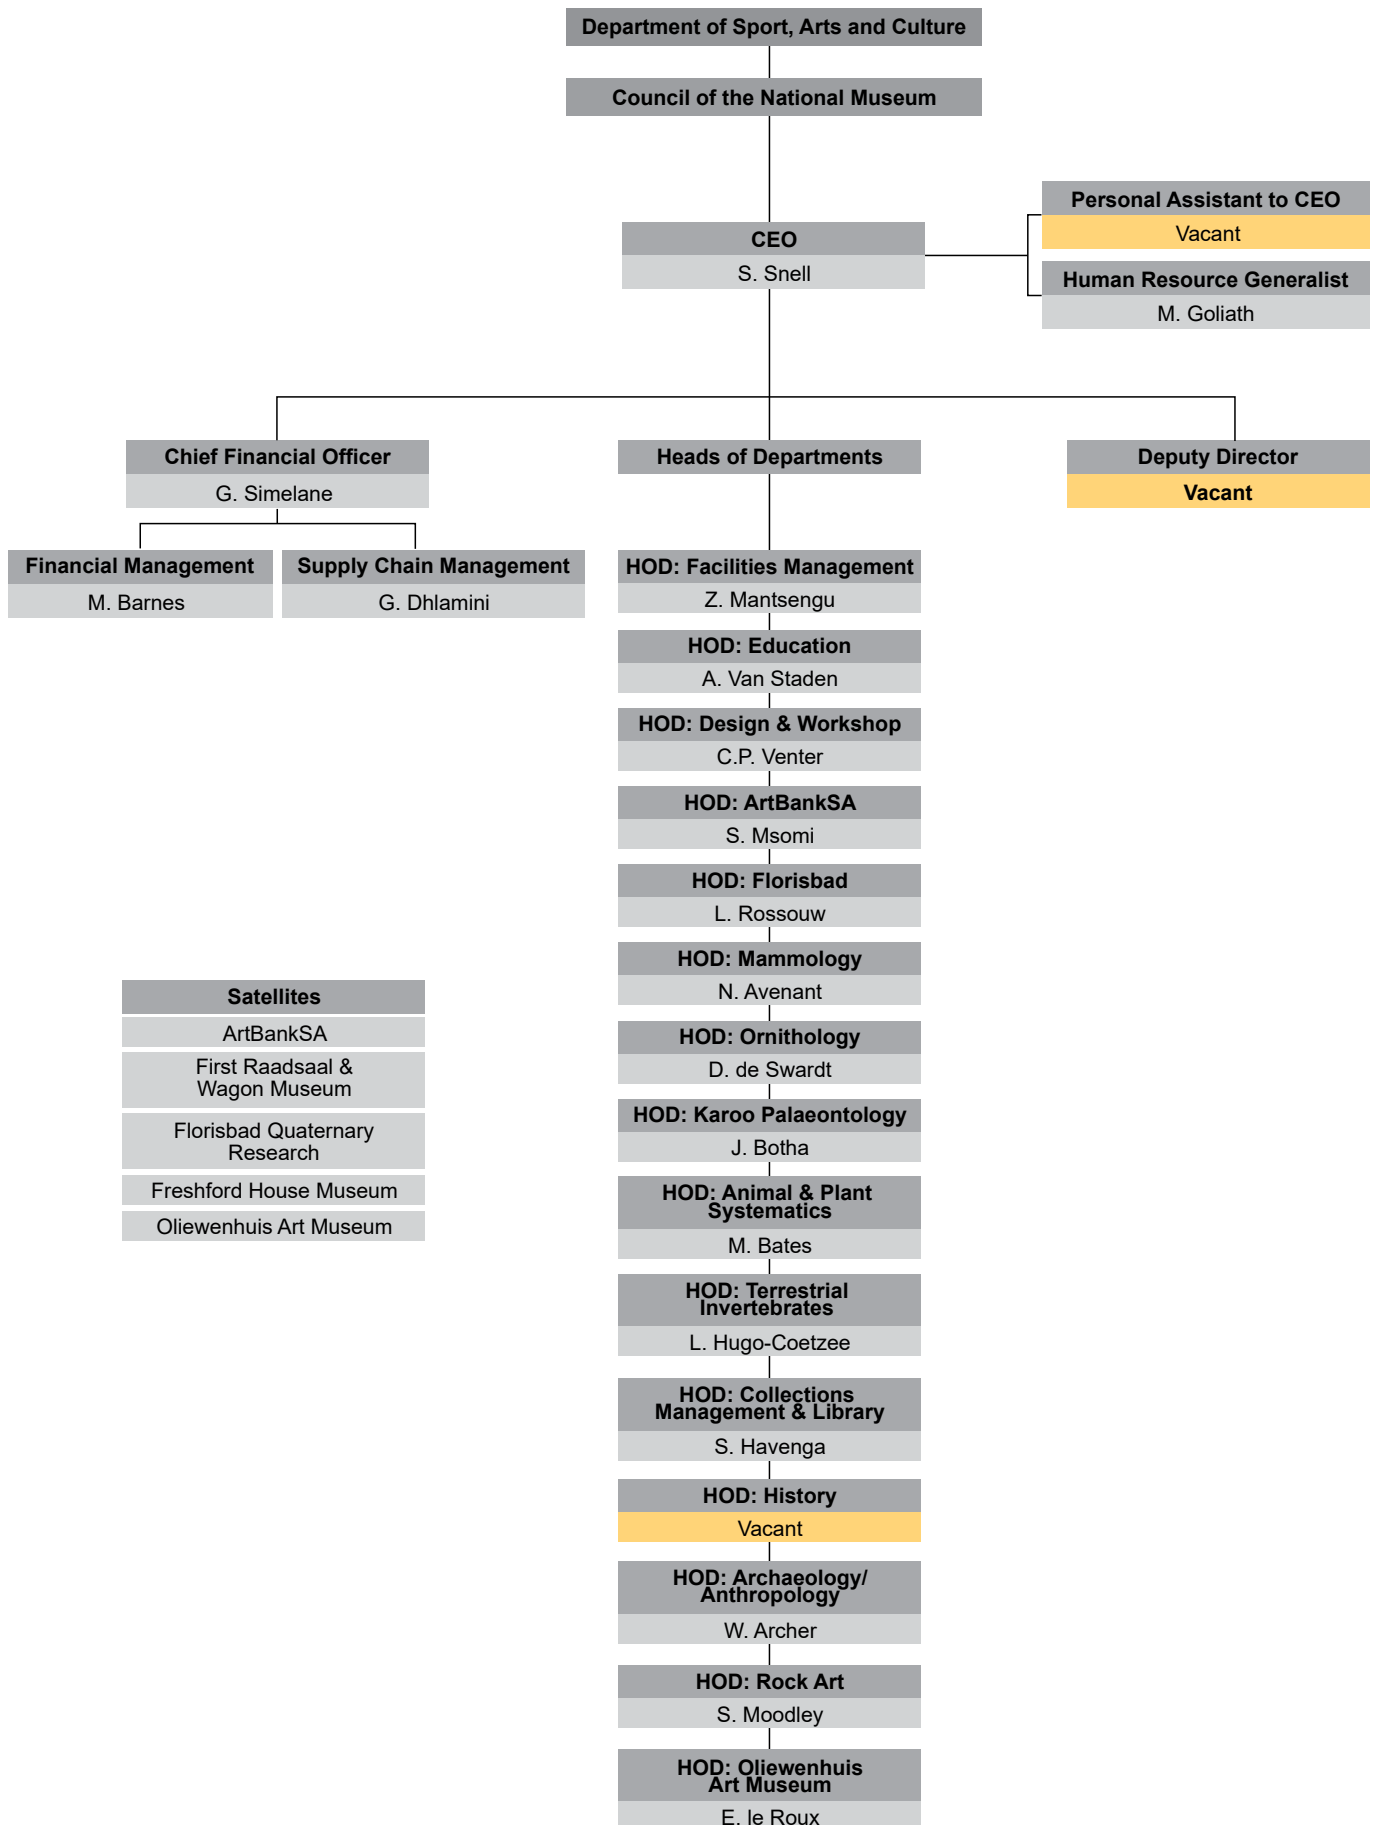 Department of Sport, Arts and Culture
Council of the National Museum
CEO
S. Snell
Personal Assistant to CEO
Vacant
Human Resource Generalist
M. Goliath
Chief Financial Officer
G. Simelane
Financial Management
M. Barnes
Supply Chain Management
G. Dhlamini
Heads of Departments
Deputy Director
Vacant
HOD: Facilities Management
Z. Mantsengu
HOD: Education
A. Van Staden
HOD: Design & Workshop
C.P. Venter
HOD: ArtBankSA
S. Msomi
HOD: Florisbad
L. Rossouw
HOD: Mammology
N. Avenant
HOD: Ornithology
D. de Swardt
HOD: Karoo Palaeontology
J. Botha
HOD: Animal & Plant
Systematics
M. Bates
HOD: Terrestrial
Invertebrates
L. Hugo-Coetzee
HOD: Collections
Management & Library
S. Havenga
HOD: History
Vacant
HOD: Archaeology/
Anthropology
W. Archer
HOD: Rock Art
S. Moodley
HOD: Oliewenhuis
Art Museum
E. le Roux
Satellites
ArtBankSA
First Raadsaal &
Wagon Museum
Florisbad Quaternary
Research
Freshford House Museum
Oliewenhuis Art Museum